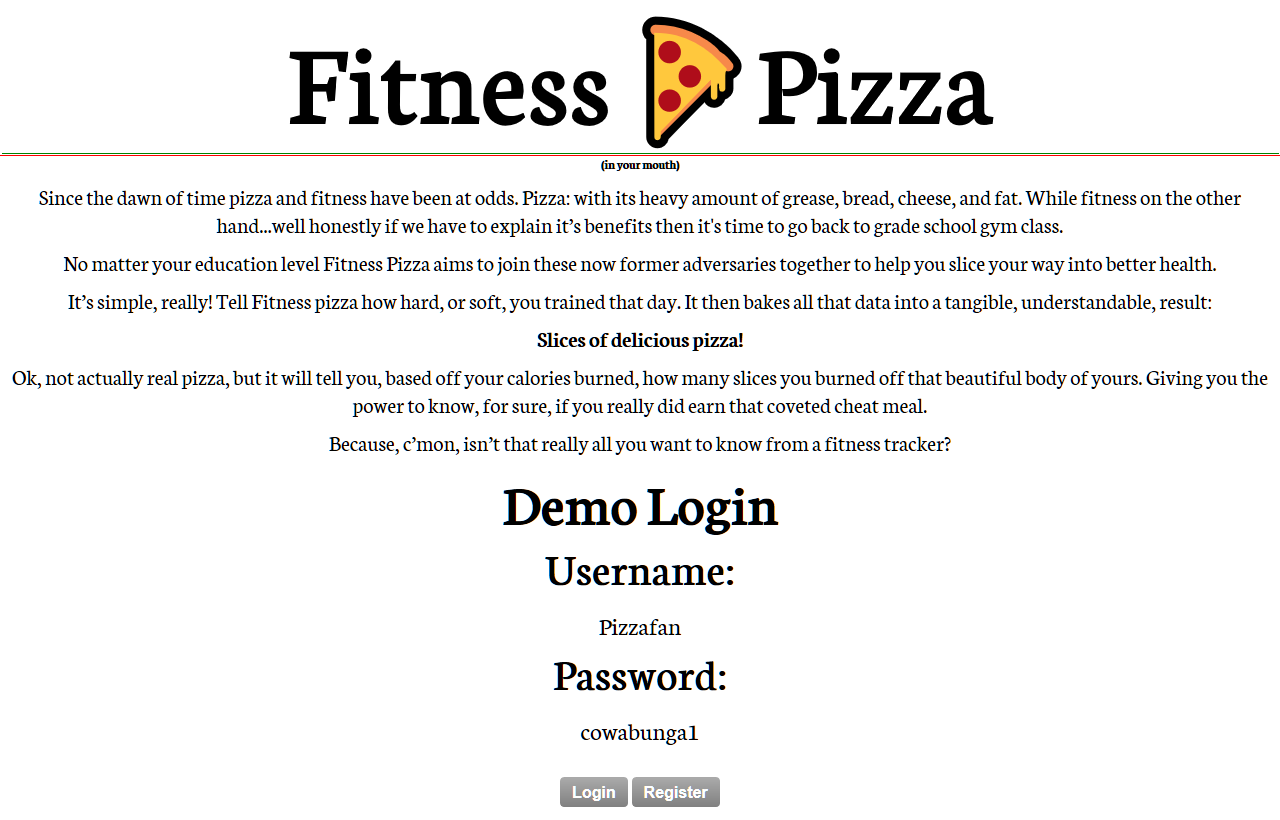 Fitness Pizza
(in your mouth)
Since the dawn of time pizza and fitness have been at odds. Pizza: with its heavy amount of grease, bread, cheese, and fat. While fitness on the other
hand...well honestly if we have to explain it’s benefits then it's time to go back to grade school gym class.
No matter your education level Fitness Pizza aims to join these now former adversaries together to help you slice your way into better health.
It’s simple, really! Tell Fitness pizza how hard, or soft, you trained that day. It then bakes all that data into a tangible, understandable, result:
Slices of delicious pizza!
Ok, not actually real pizza, but it will tell you, based off your calories burned, how many slices you burned off that beautiful body of yours. Giving you the
power to know, for sure, if you really did earn that coveted cheat meal.
Because, c’mon, isn’t that really all you want to know from a fitness tracker?
Demo Login
Username:
Pizzafan
Password:
cowabunga1
Login Register